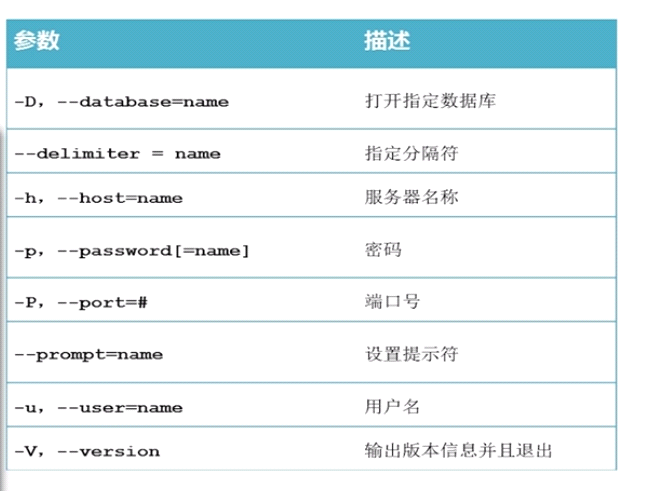 参数 描述
-D, --database=name 打开指定数据库
--delimiter = name 指定分隔符
-h, --host=name 服务器名称
-p, --password[=name] 密码
-P, --port=# 端口号
--prompt=name 设置提示符
-u, --user=name 用户名
-V, --version 输出版本信息并且退出